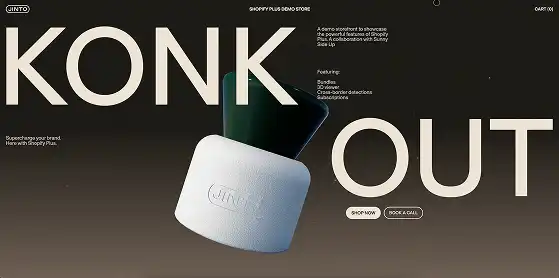 JINTO
SHOPIFY PLUS DEMO STORE
CART (0)
KONK
A demo storefront to showcase
the powerful features of Shopify
Plus. A collaboration with Sunny
Side Up
Featuring:
Bundles
3D viewer
Cross-border detections
Subscriptions
Supercharge your brand.
Here with Shopify Plus.
OUT
JINTO
SHOP NOW
BOOK A CALL